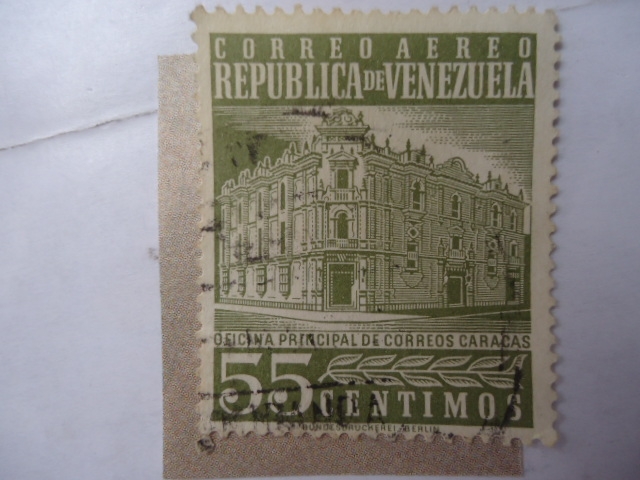 CORREO AEREO
REPUBLICA DE VENEZUELA
OFICINA PRINCIPAL DE CORREOS CARACAS
55 CENTIMOS
BUNDESDRUCKEREI BERLIN